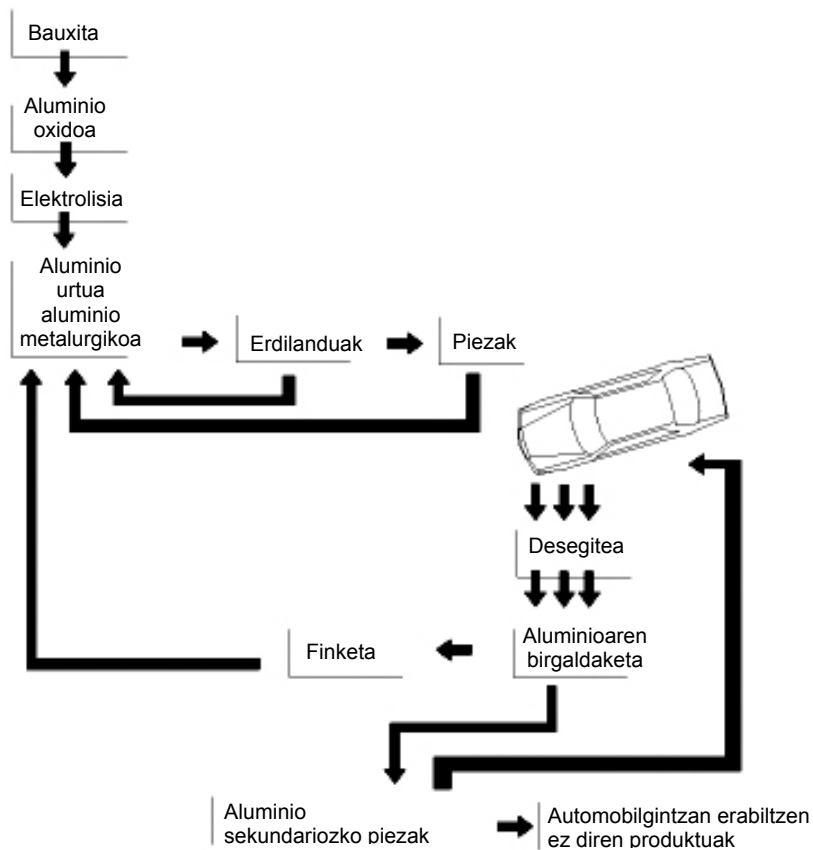 Bauxita
Aluminio
oxidoa
Elektrolisia
Aluminio
urtua
aluminio
metalurgikoa
Erdilanduak
Piezak
Desegitea
Aluminioaren
birgaldaketa
Finketa
Aluminio
sekundariozko piezak
Automobilgintzan erabiltzen
ez diren produktuak